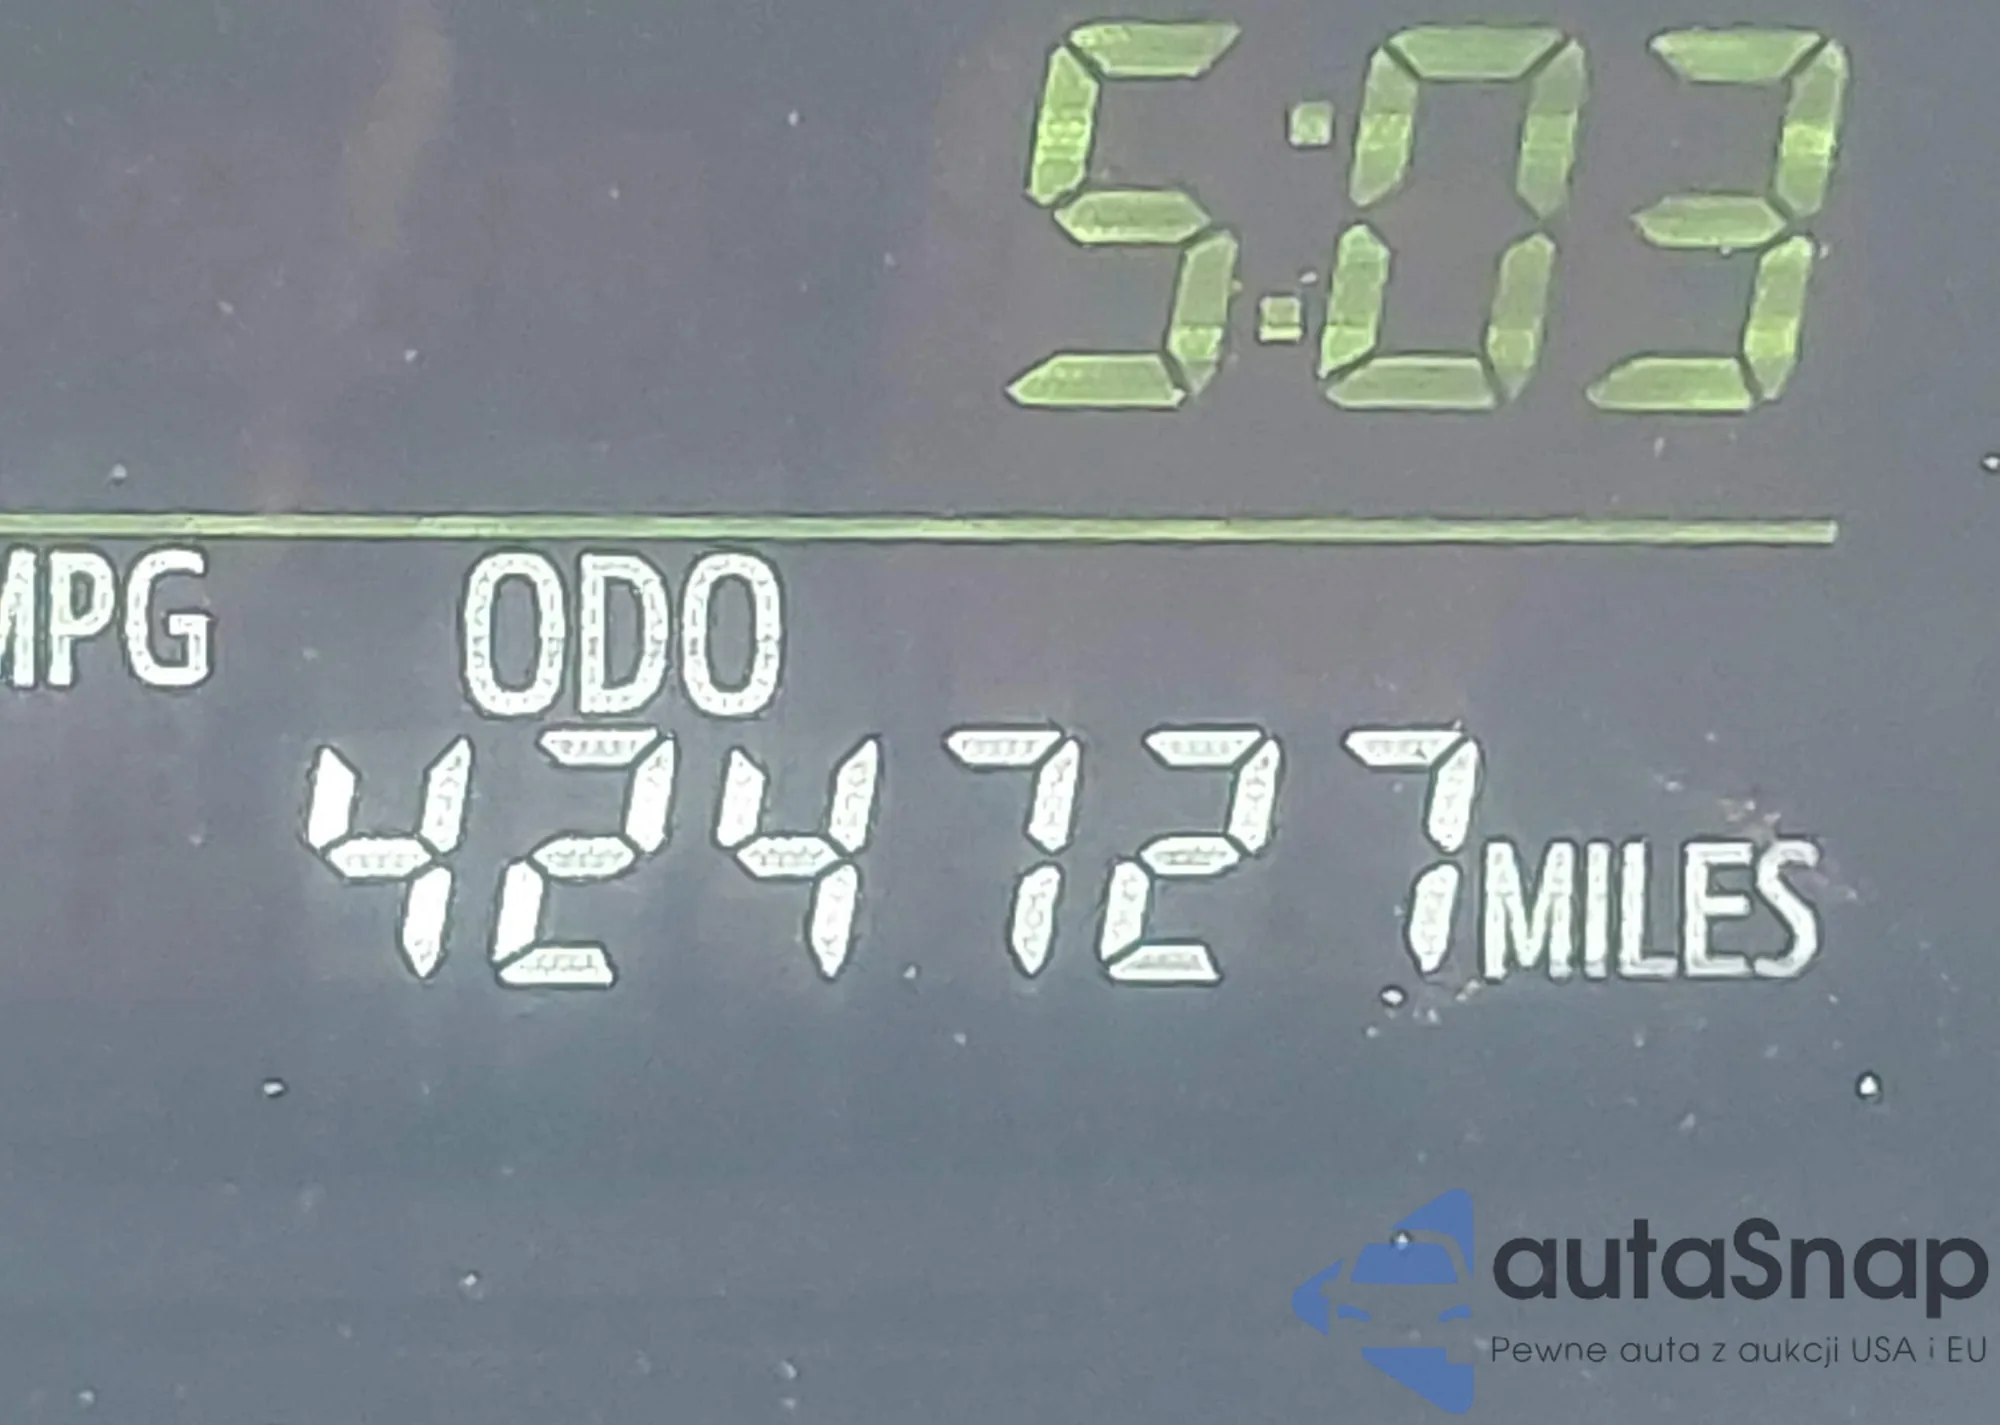 5:03
MPG ODO
424727 MILES
autaSnap
Pewne auta z aukcji USA i EU